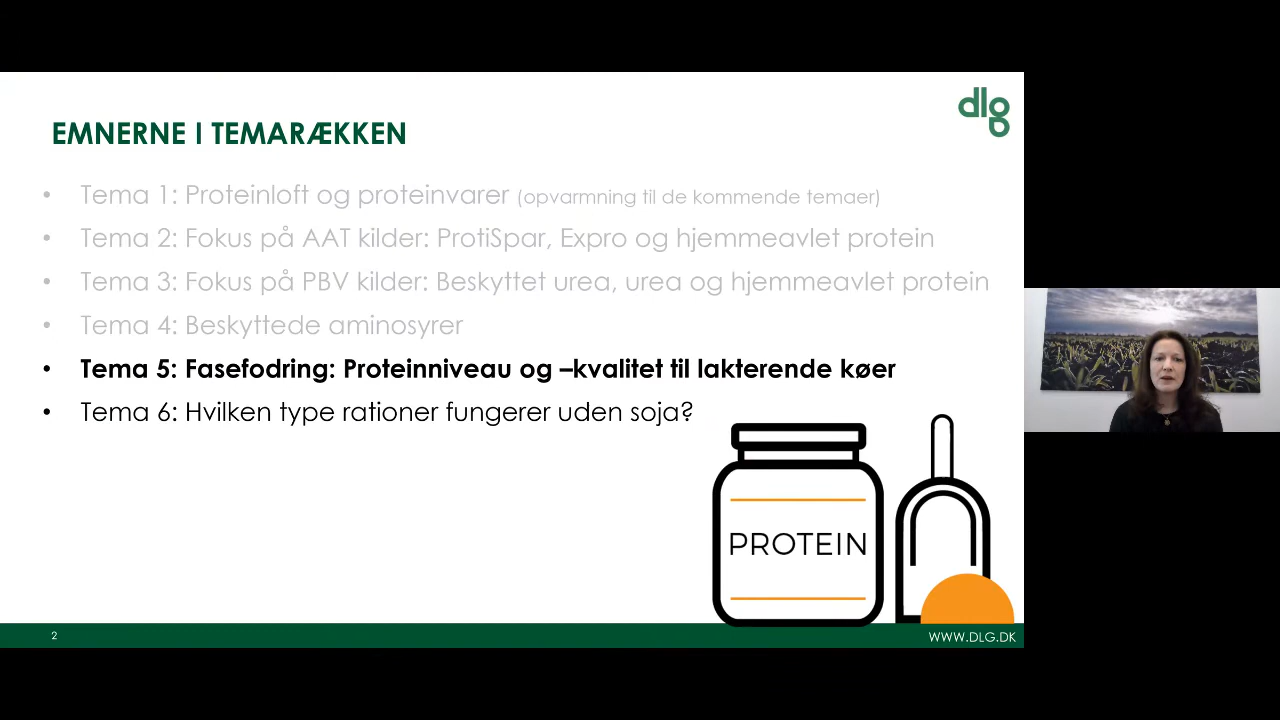 dlg
EMNERNE I TEMARÆKKEN
• Tema 1: Proteinloft og proteinvarer (opvarmning til de kommende temaer)
• Tema 2: Fokus på AAT kilder: ProtiSpar, Expro og hjemmeavlet protein
• Tema 3: Fokus på PBV kilder: Beskyttet urea, urea og hjemmeavlet protein
• Tema 4: Beskyttede aminosyrer
• Tema 5: Fasefodring: Proteinniveau og –kvalitet til lakterende køer
• Tema 6: Hvilken type rationer fungerer uden soja?
PROTEIN
2
WWW.DLG.DK